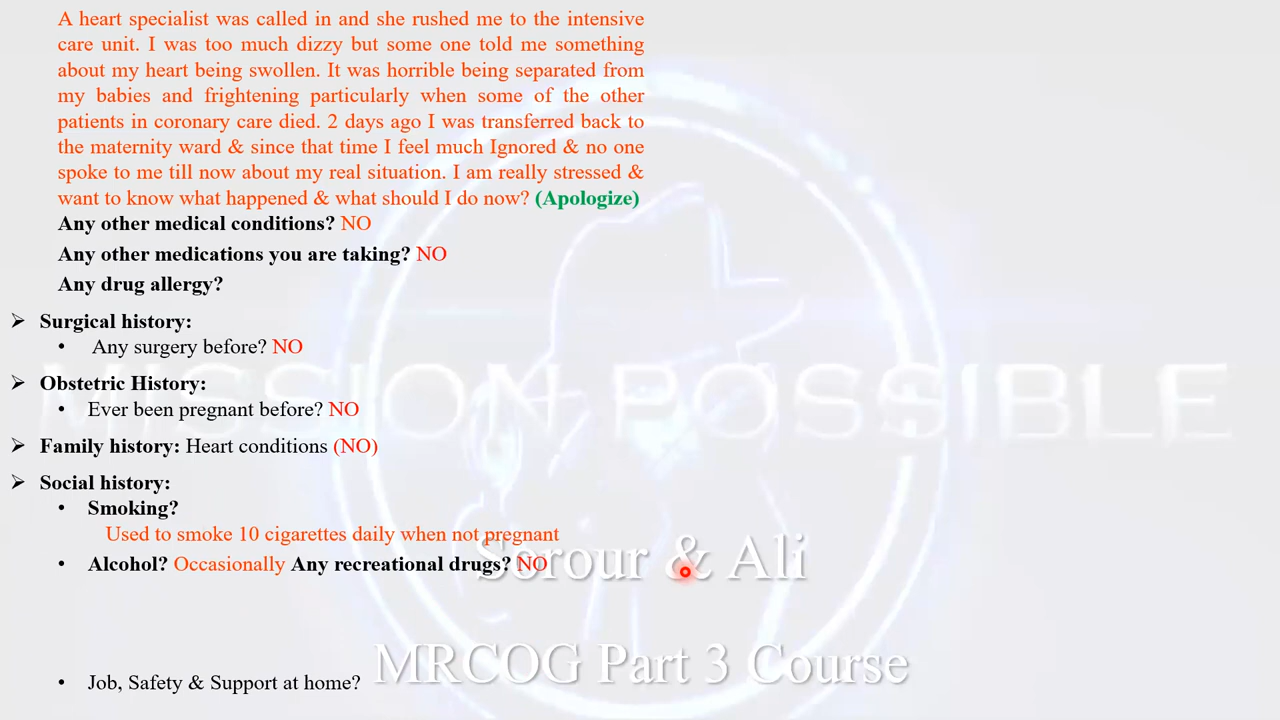 A heart specialist was called in and she rushed me to the intensive
care unit. I was too much dizzy but some one told me something
about my heart being swollen. It was horrible being separated from
my babies and frightening particularly when some of the other
patients in coronary care died. 2 days ago I was transferred back to
the maternity ward & since that time I feel much Ignored & no one
spoke to me till now about my real situation. I am really stressed &
want to know what happened & what should I do now? (Apologize)
Any other medical conditions? NO
Any other medications you are taking? NO
Any drug allergy?
➢ Surgical history:
• Any surgery before? NO
➢ Obstetric History:
• Ever been pregnant before? NO
➢ Family history: Heart conditions (NO)
➢ Social history:
• Smoking?
Used to smoke 10 cigarettes daily when not pregnant
• Alcohol? Occasionally Any recreational drugs? NO
• Job, Safety & Support at home?
MISSION POSSIBLE
Serour & Ali
MRCOG Part 3 Course